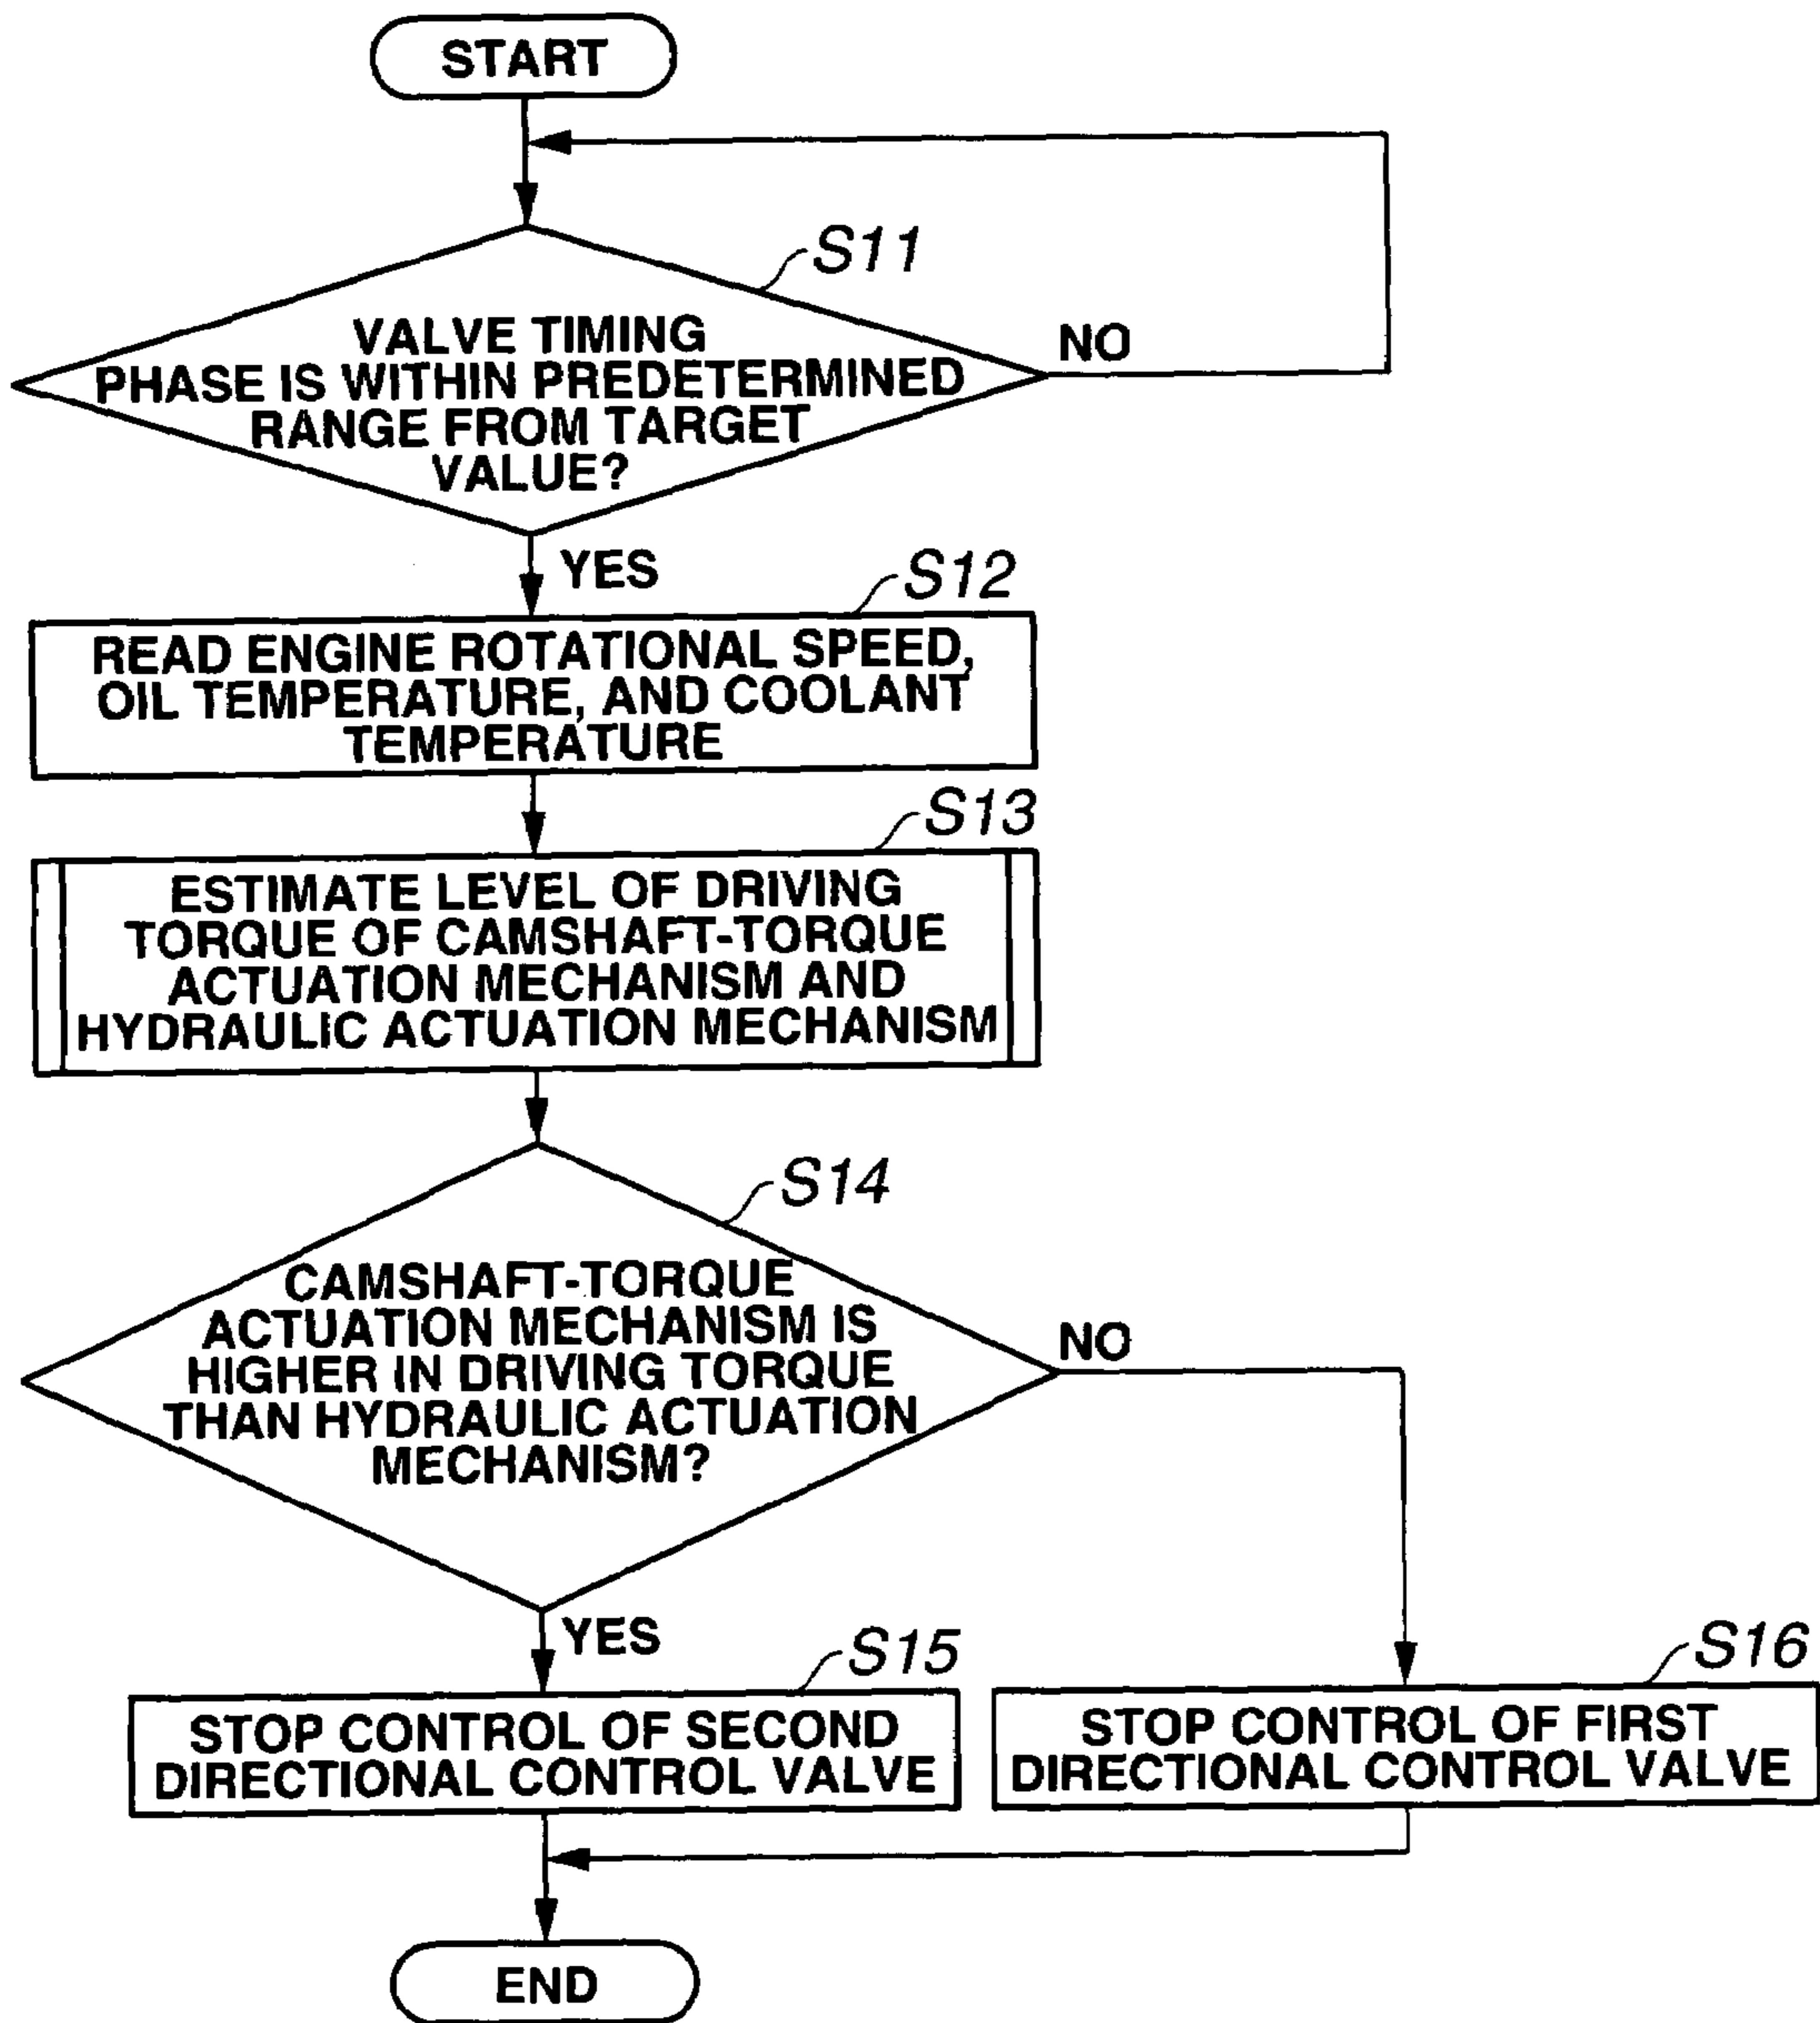 START
S11
VALVE TIMING
PHASE IS WITHIN PREDETERMINED
RANGE FROM TARGET
VALUE?
NO
YES
S12
READ ENGINE ROTATIONAL SPEED,
OIL TEMPERATURE, AND COOLANT
TEMPERATURE
S13
ESTIMATE LEVEL OF DRIVING
TORQUE OF CAMSHAFT-TORQUE
ACTUATION MECHANISM AND
HYDRAULIC ACTUATION MECHANISM
S14
CAMSHAFT-TORQUE
ACTUATION MECHANISM IS
HIGHER IN DRIVING TORQUE
THAN HYDRAULIC ACTUATION
MECHANISM?
NO
YES
S15
STOP CONTROL OF SECOND
DIRECTIONAL CONTROL VALVE
S16
STOP CONTROL OF FIRST
DIRECTIONAL CONTROL VALVE
END